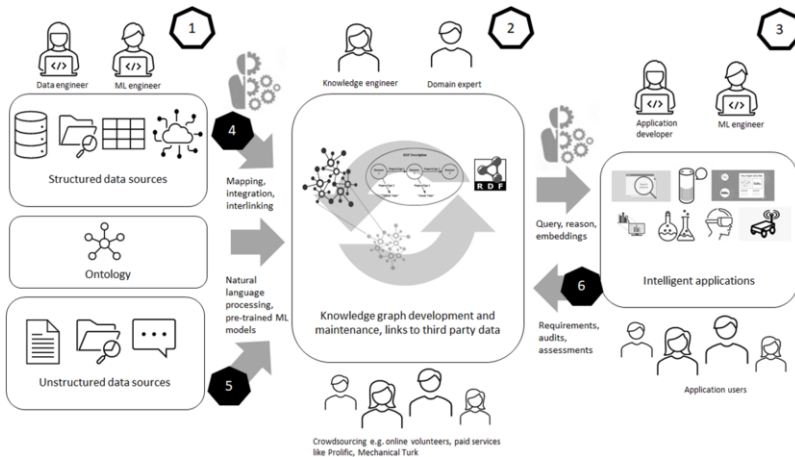 1
2
3
Data engineer
ML engineer
Knowledge engineer
Domain expert
Application
developer
ML engineer
4
Structured data sources
Mapping,
integration,
interlinking
RDF
Query, reason,
embeddings
Ontology
Natural
language
processing,
pre-trained ML
models
Knowledge graph development and
maintenance, links to third party data
6
Intelligent applications
Requirements,
audits,
assessments
Unstructured data sources
5
Application users
Crowdsourcing e.g. online volunteers, paid services
like Prolific, Mechanical Turk